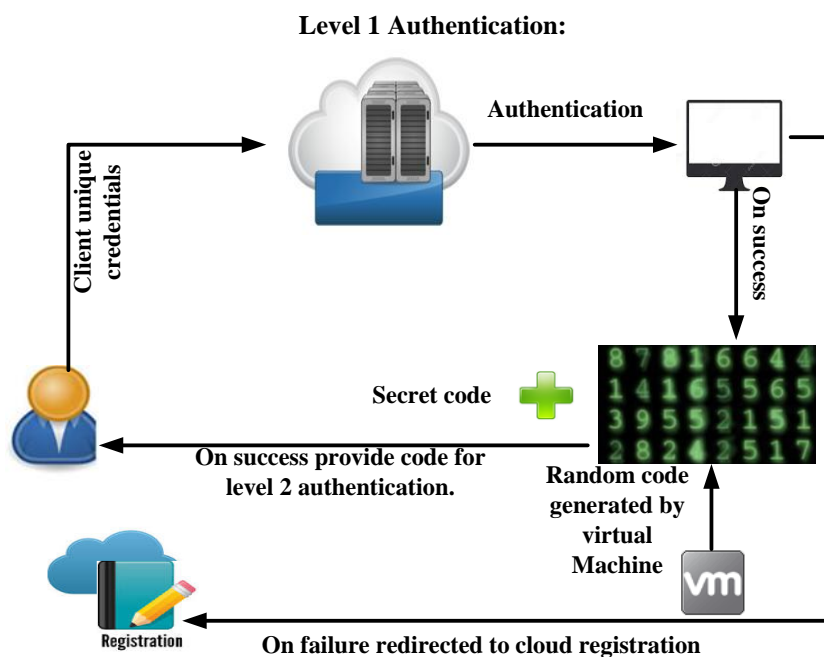 Level 1 Authentication:
Authentication
Client unique
credentials
On success
8 7 8 1 6 6 4 4
1 4 1 6 5 5 6 5
3 9 5 5 2 1 5 1
2 8 2 4 2 5 1 7
Secret code
On success provide code for
level 2 authentication.
Random code
generated by
virtual
Machine
vm
Registration
On failure redirected to cloud registration